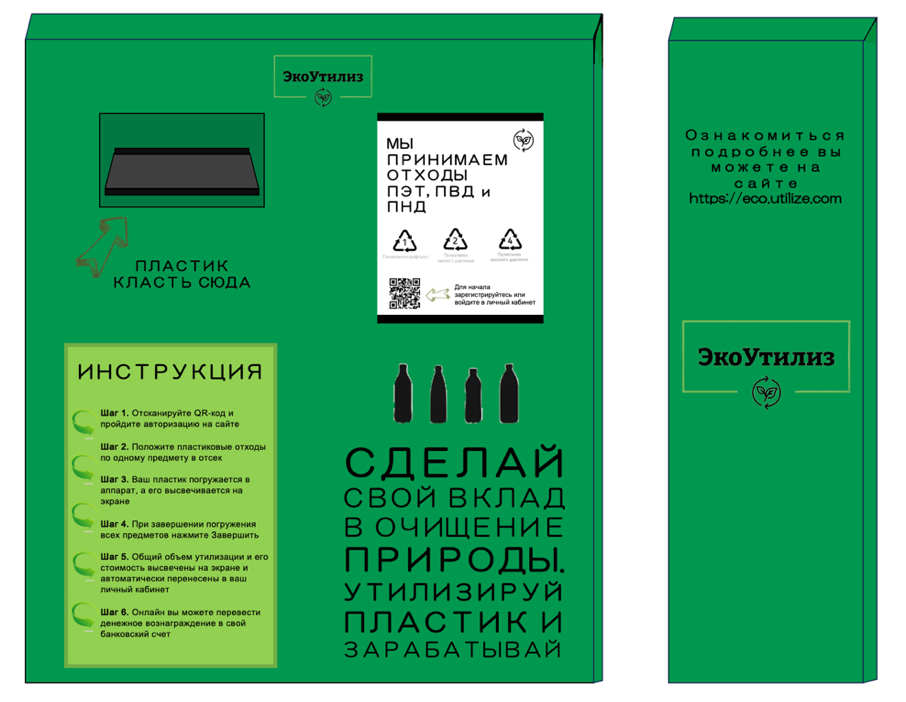 ЭкоУтилиз
МЫ
ПРИНИМАЕМ
ОТХОДЫ
ПЭТ, ПВД и
ПНД
1
2
4
Полиэтилен
низкого давления
Полиэтилен
высокого давления
Для начала
зарегистрируйтесь или
войдите в личный кабинет
ПЛАСТИК
КЛАСТЬ СЮДА
ИНСТРУКЦИЯ
Шаг 1. Отсканируйте QR-код и
пройдите авторизацию на сайте
Шаг 2. Положите пластиковые отходы
по одному предмету в отсек
Шаг 3. Ваш пластик погружается в
аппарат, а его высвечивается на
экране
Шаг 4. При завершении погружения
всех предметов нажмите Завершить
Шаг 5. Общий объем утилизации и его
стоимость высвечены на экране и
автоматически перенесены в ваш
личный кабинет
Шаг 6. Онлайн вы можете перевести
денежное вознаграждение в свой
банковский счет
СДЕЛАЙ
СВОЙ ВКЛАД
В ОЧИЩЕНИЕ
ПРИРОДЫ.
УТИЛИЗИРУЙ
ПЛАСТИК И
ЗАРАБАТЫВАЙ
Ознакомиться
подробнее вы
можете на
сайте
https://eco.utilize.com
ЭкоУтилиз